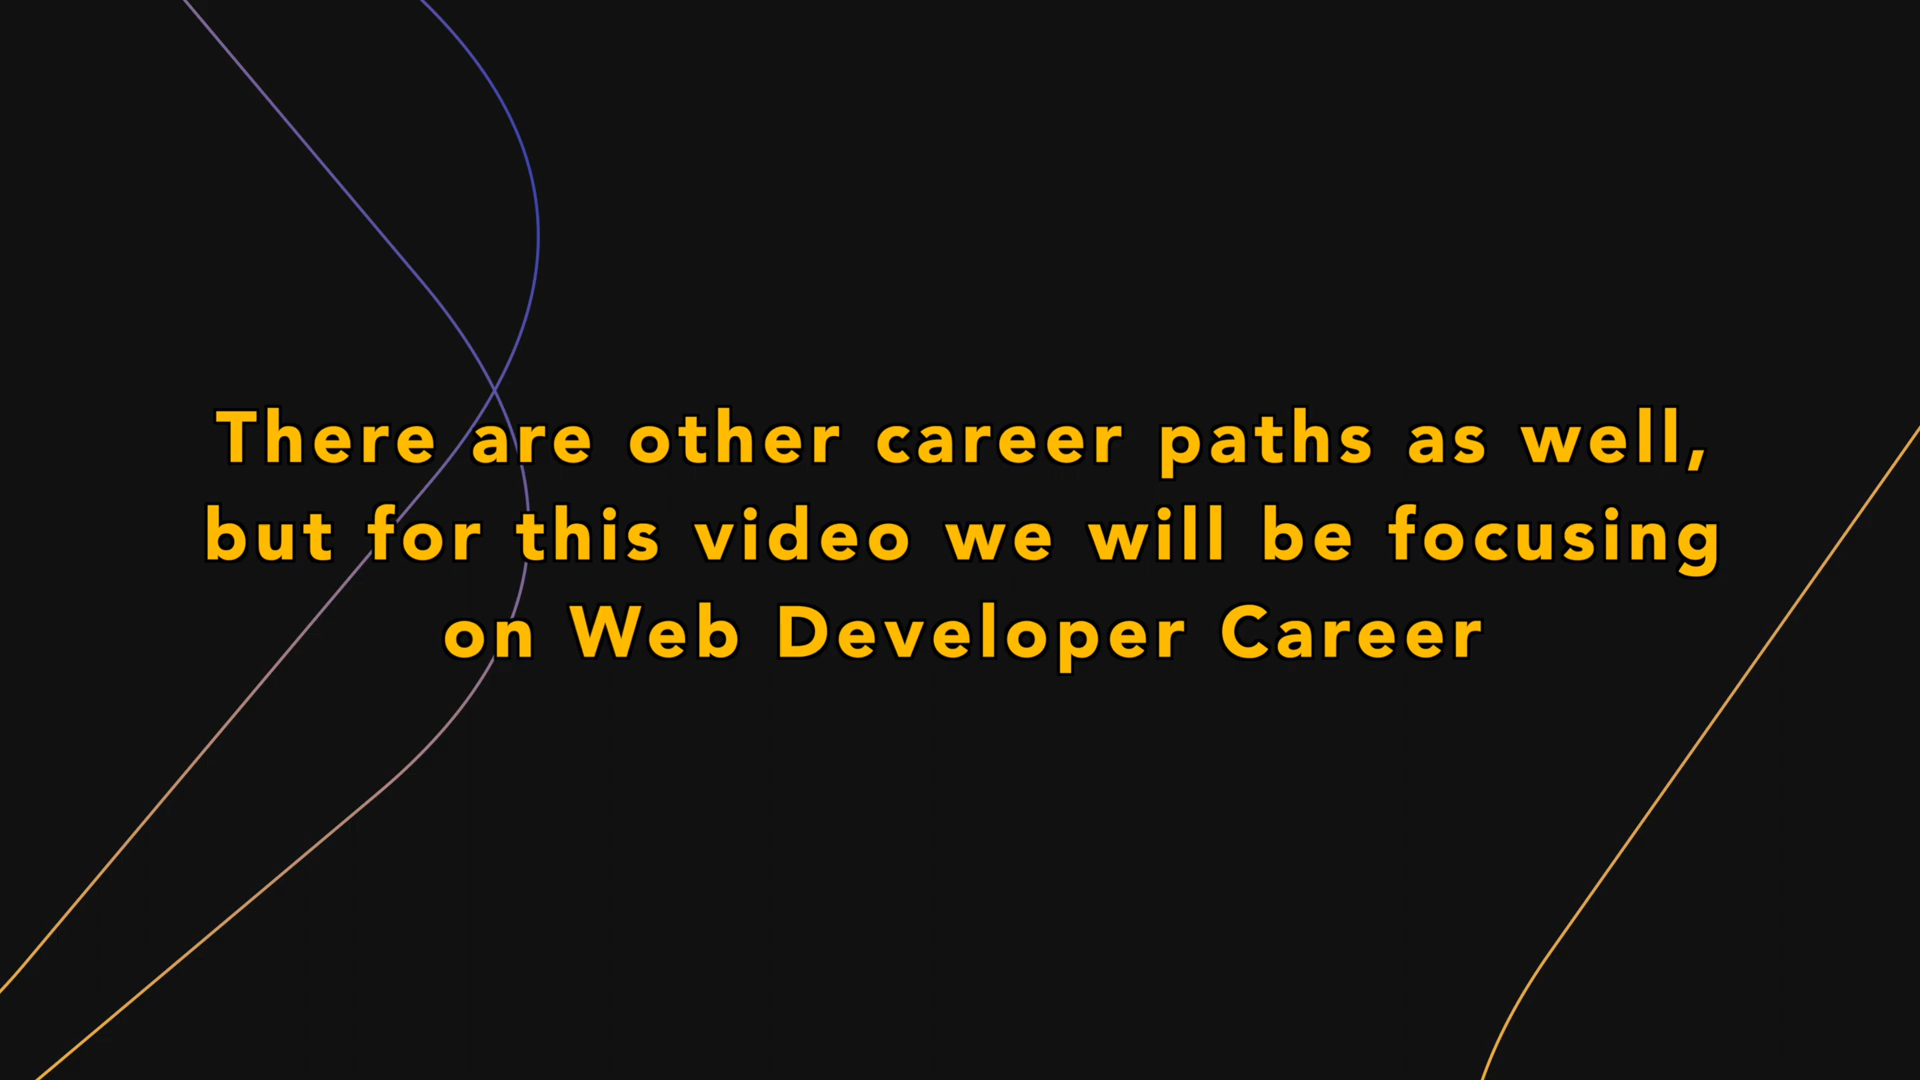 There are other career paths as well,
but for this video we will be focusing
on Web Developer Career